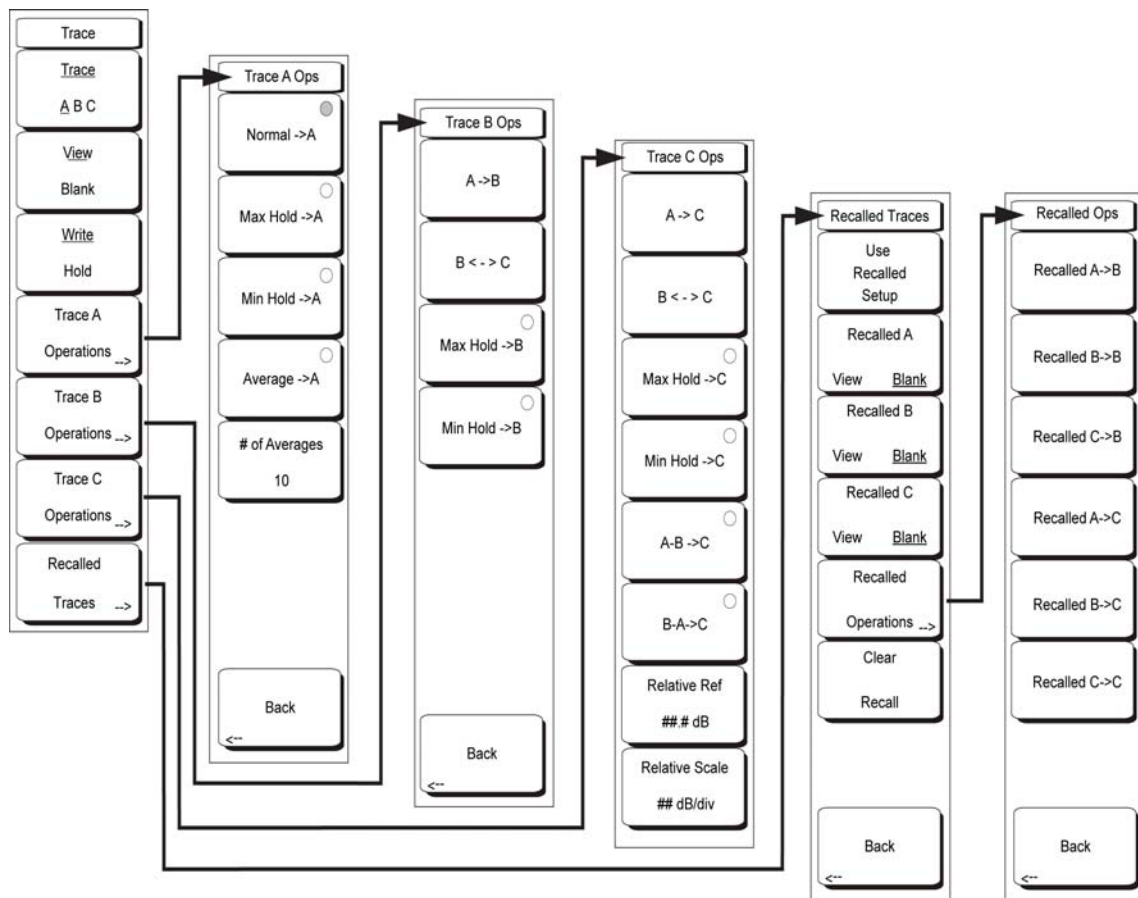 Trace
Trace
A B C
View
Blank
Write
Hold
Trace A
Operations -->
Trace B
Operations -->
Trace C
Operations -->
Recalled
Traces -->
Trace A Ops
Normal ->A
Max Hold ->A
Min Hold ->A
Average ->A
# of Averages
10
Back
<--
Trace B Ops
A ->B
B < - > C
Max Hold ->B
Min Hold ->B
Back
<--
Trace C Ops
A -> C
B < - > C
Max Hold ->C
Min Hold ->C
A-B ->C
B-A->C
Relative Ref
##.# dB
Relative Scale
## dB/div
Recalled Traces
Use
Recalled
Setup
Recalled A
View Blank
Recalled B
View Blank
Recalled C
View Blank
Recalled
Operations -->
Clear
Recall
Back
<--
Recalled Ops
Recalled A->B
Recalled B->B
Recalled C->B
Recalled A->C
Recalled B->C
Recalled C->C
Back
<--